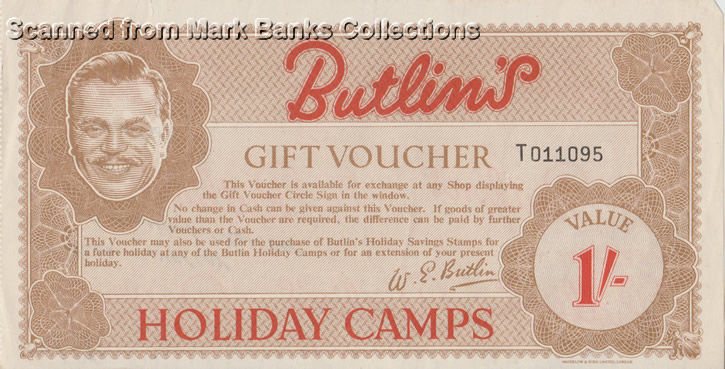 Scanned from Mark Banks Collections
Butlin's
GIFT VOUCHER
T011095
This Voucher is available for exchange at any Shop displaying
the Gift Voucher Circle Sign in the window.
No change in Cash can be given against this Voucher. If goods of greater
value than the Voucher are required, the difference can be paid by further
Vouchers or Cash.
This Voucher may also be used for the purchase of Butlin's Holiday Savings Stamps for
a future holiday at any of the Butlin Holiday Camps or for an extension of your present
holiday.
W. E. Butlin
VALUE
1/-
HOLIDAY CAMPS